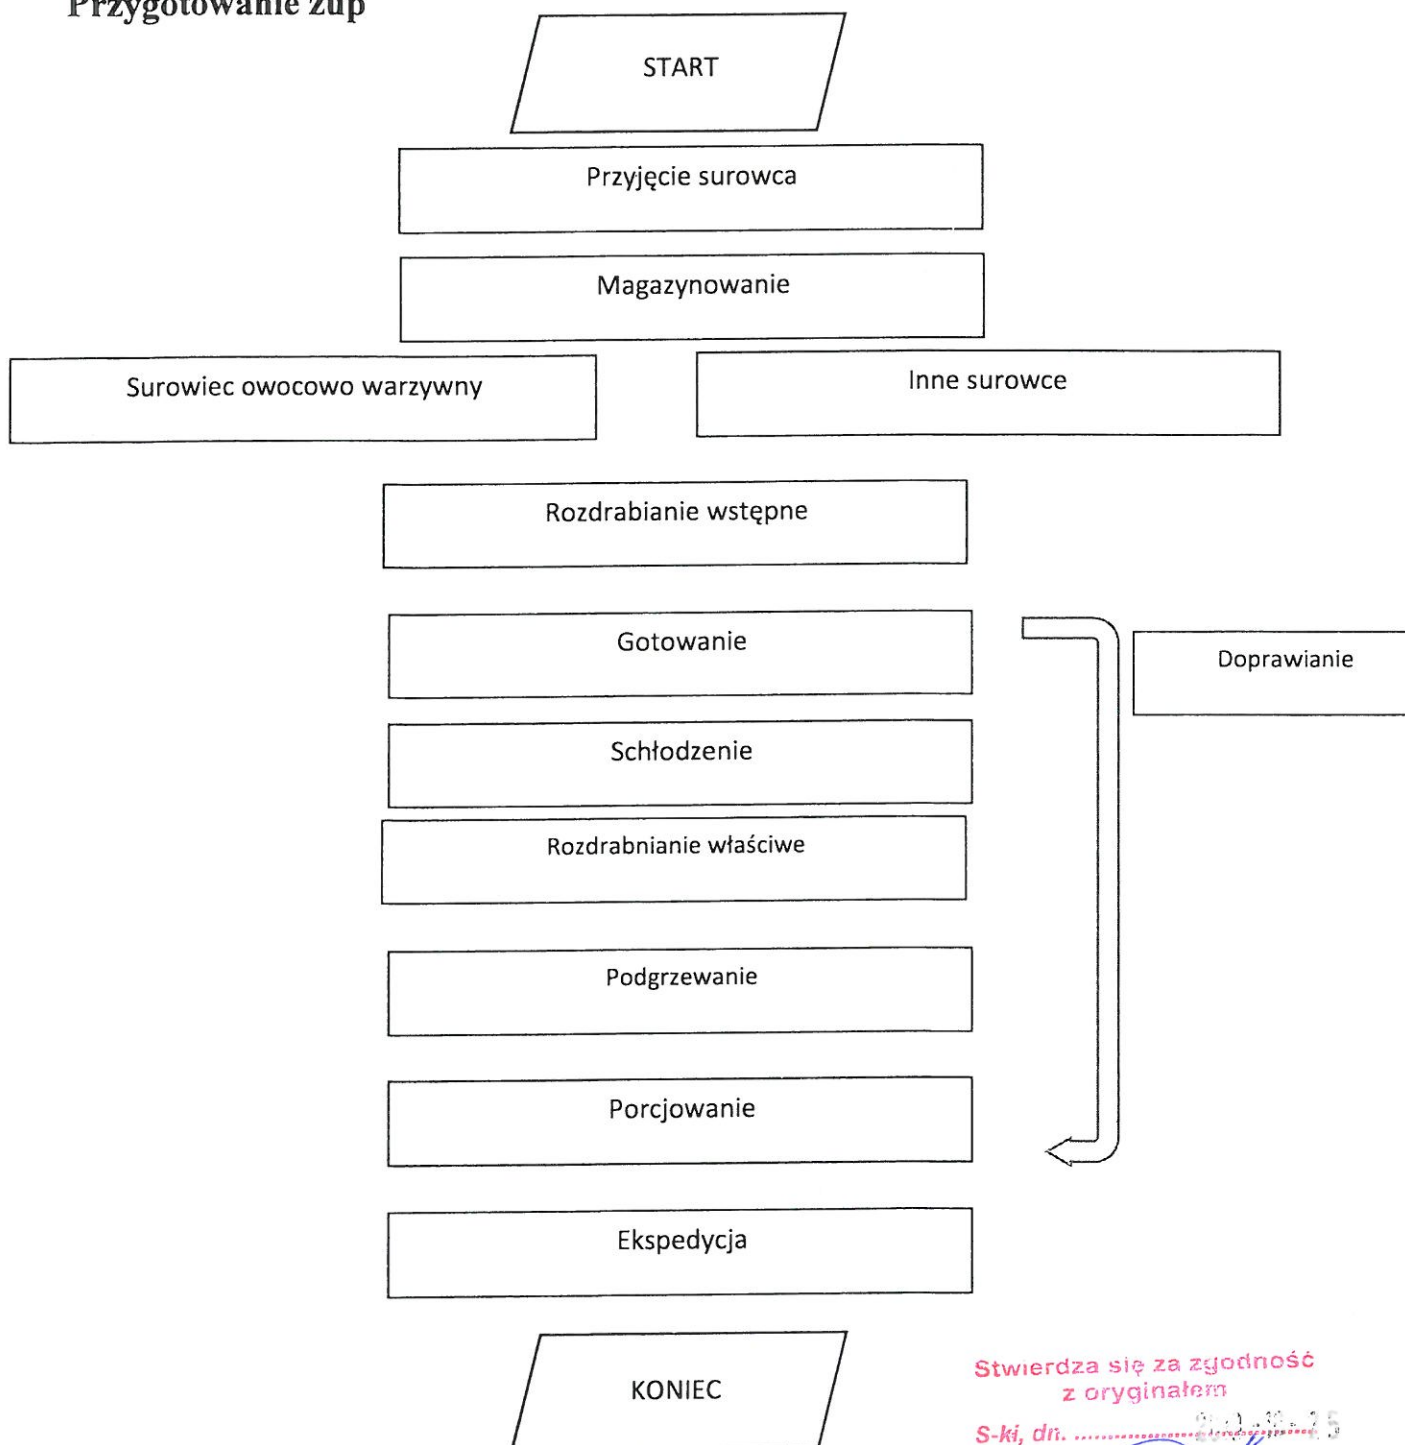 Przygotowanie zup
START
Przyjęcie surowca
Magazynowanie
Surowiec owocowo warzywny
Inne surowce
Rozdrabianie wstępne
Gotowanie
Doprawianie
Schłodzenie
Rozdrabnianie właściwe
Podgrzewanie
Porcjowanie
Ekspedycja
KONIEC
Stwierdza się za zgodność
z oryginałem
S-ki, dn.